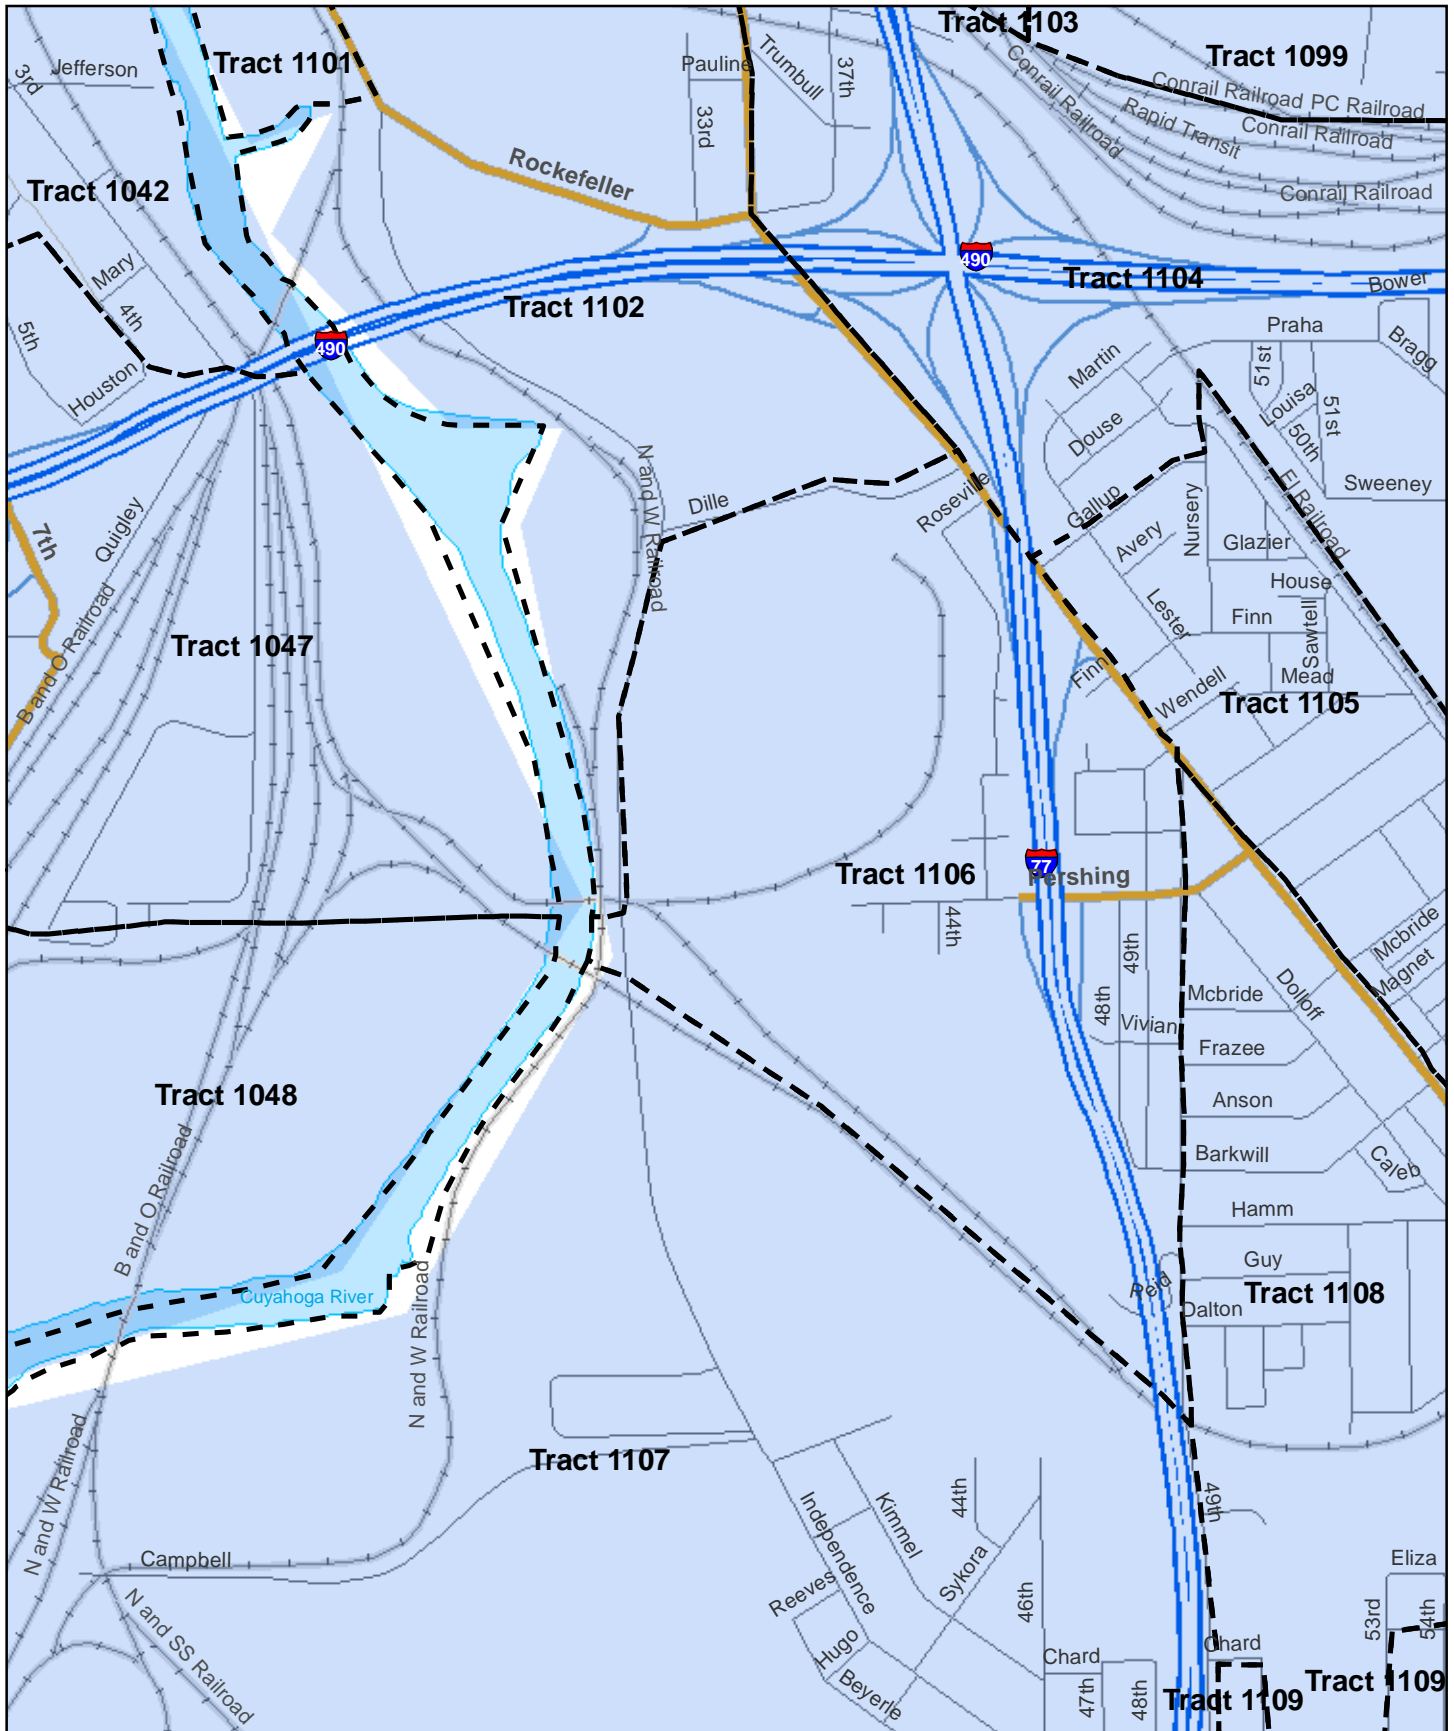 Tract 1103
Tract 1101
Tract 1099
Jefferson
3rd
Pauline
Trumbull
37th
33rd
Conrail Railroad
Conrail Railroad
PC Railroad
Rapid Transit
Conrail Railroad
Conrail Railroad
Rockefeller
Tract 1042
Mary
4th
5th
Houston
490
490
Tract 1102
Tract 1104
Bower
Praha
Bragg
Martin
51st
Louisa
51st
50th
Douse
Sweeney
El Railroad
N and W Railroad
Dille
Roseville
Gallup
Avery
Nursery
Glazier
House
Lester
Finn
Sawtell
Mead
Finn
Wendell
Tract 1105
7th
Quigley
B and O Railroad
Tract 1047
Tract 1106
77
Pershing
44th
49th
48th
Vivian
Mcbride
Magnet
Mcbride
Dolloff
Frazee
Anson
Barkwill
Caleb
Hamm
Guy
Reid
Dalton
Tract 1108
Tract 1048
B and O Railroad
Cuyahoga River
N and W Railroad
N and W Railroad
Tract 1107
Campbell
N and SS Railroad
Independence
Kimmel
44th
Sykora
46th
49th
Reeves
Hugo
Beyerle
Chard
47th
48th
Chard
Eliza
53rd
54th
Tract 1109
Tract 1109